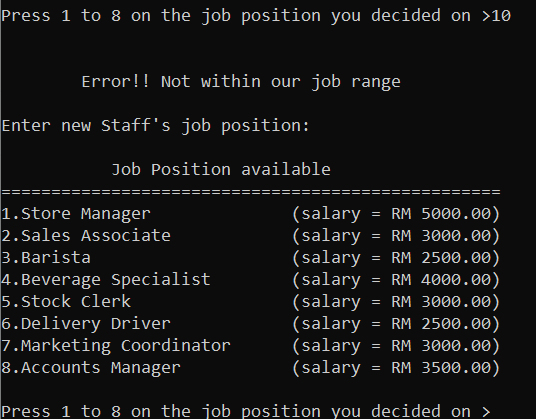 Press 1 to 8 on the job position you decided on >10
Error!! Not within our job range
Enter new Staff's job position:
Job Position available
==================================================
1.Store Manager (salary = RM 5000.00)
2.Sales Associate (salary = RM 3000.00)
3.Barista (salary = RM 2500.00)
4.Beverage Specialist (salary = RM 4000.00)
5.Stock Clerk (salary = RM 3000.00)
6.Delivery Driver (salary = RM 2500.00)
7.Marketing Coordinator (salary = RM 3000.00)
8.Accounts Manager (salary = RM 3500.00)
Press 1 to 8 on the job position you decided on >